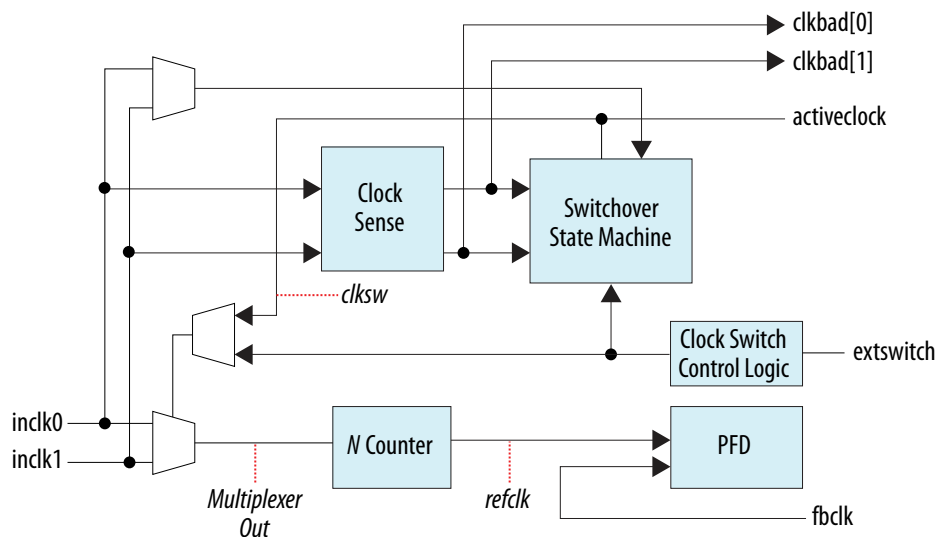 clkbad[0]
clkbad[1]
activeclock
Clock
Sense
Switchover
State Machine
clksw
Clock Switch
Control Logic
extswitch
inclk0
inclk1
N Counter
PFD
Multiplexer
Out
refclk
fbclk